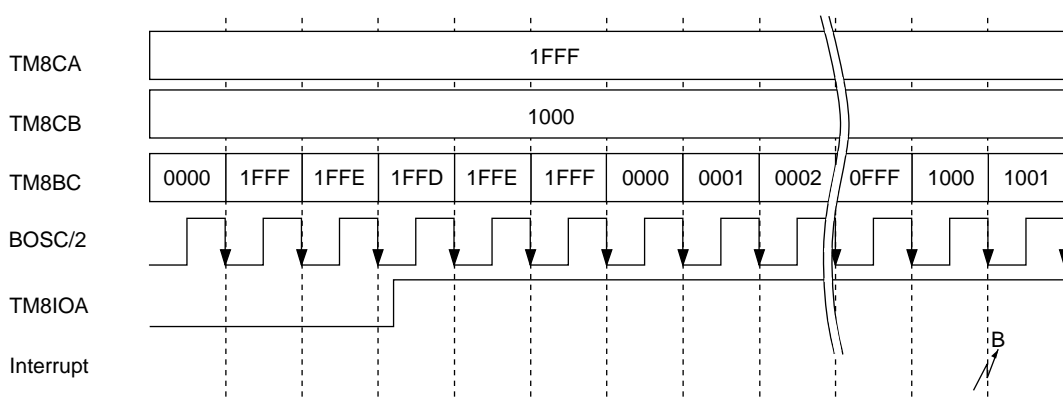 TM8CA 1FFF
TM8CB 1000
TM8BC 0000 1FFF 1FFE 1FFD 1FFE 1FFF 0000 0001 0002 0FFF 1000 1001
BOSC/2
TM8IOA
Interrupt B